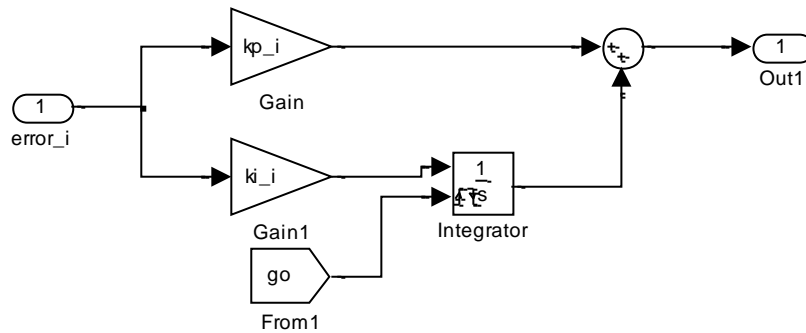 kp_i
Gain
1
error_i
ki_i
Gain1
1
s
Integrator
go
From1
1
Out1